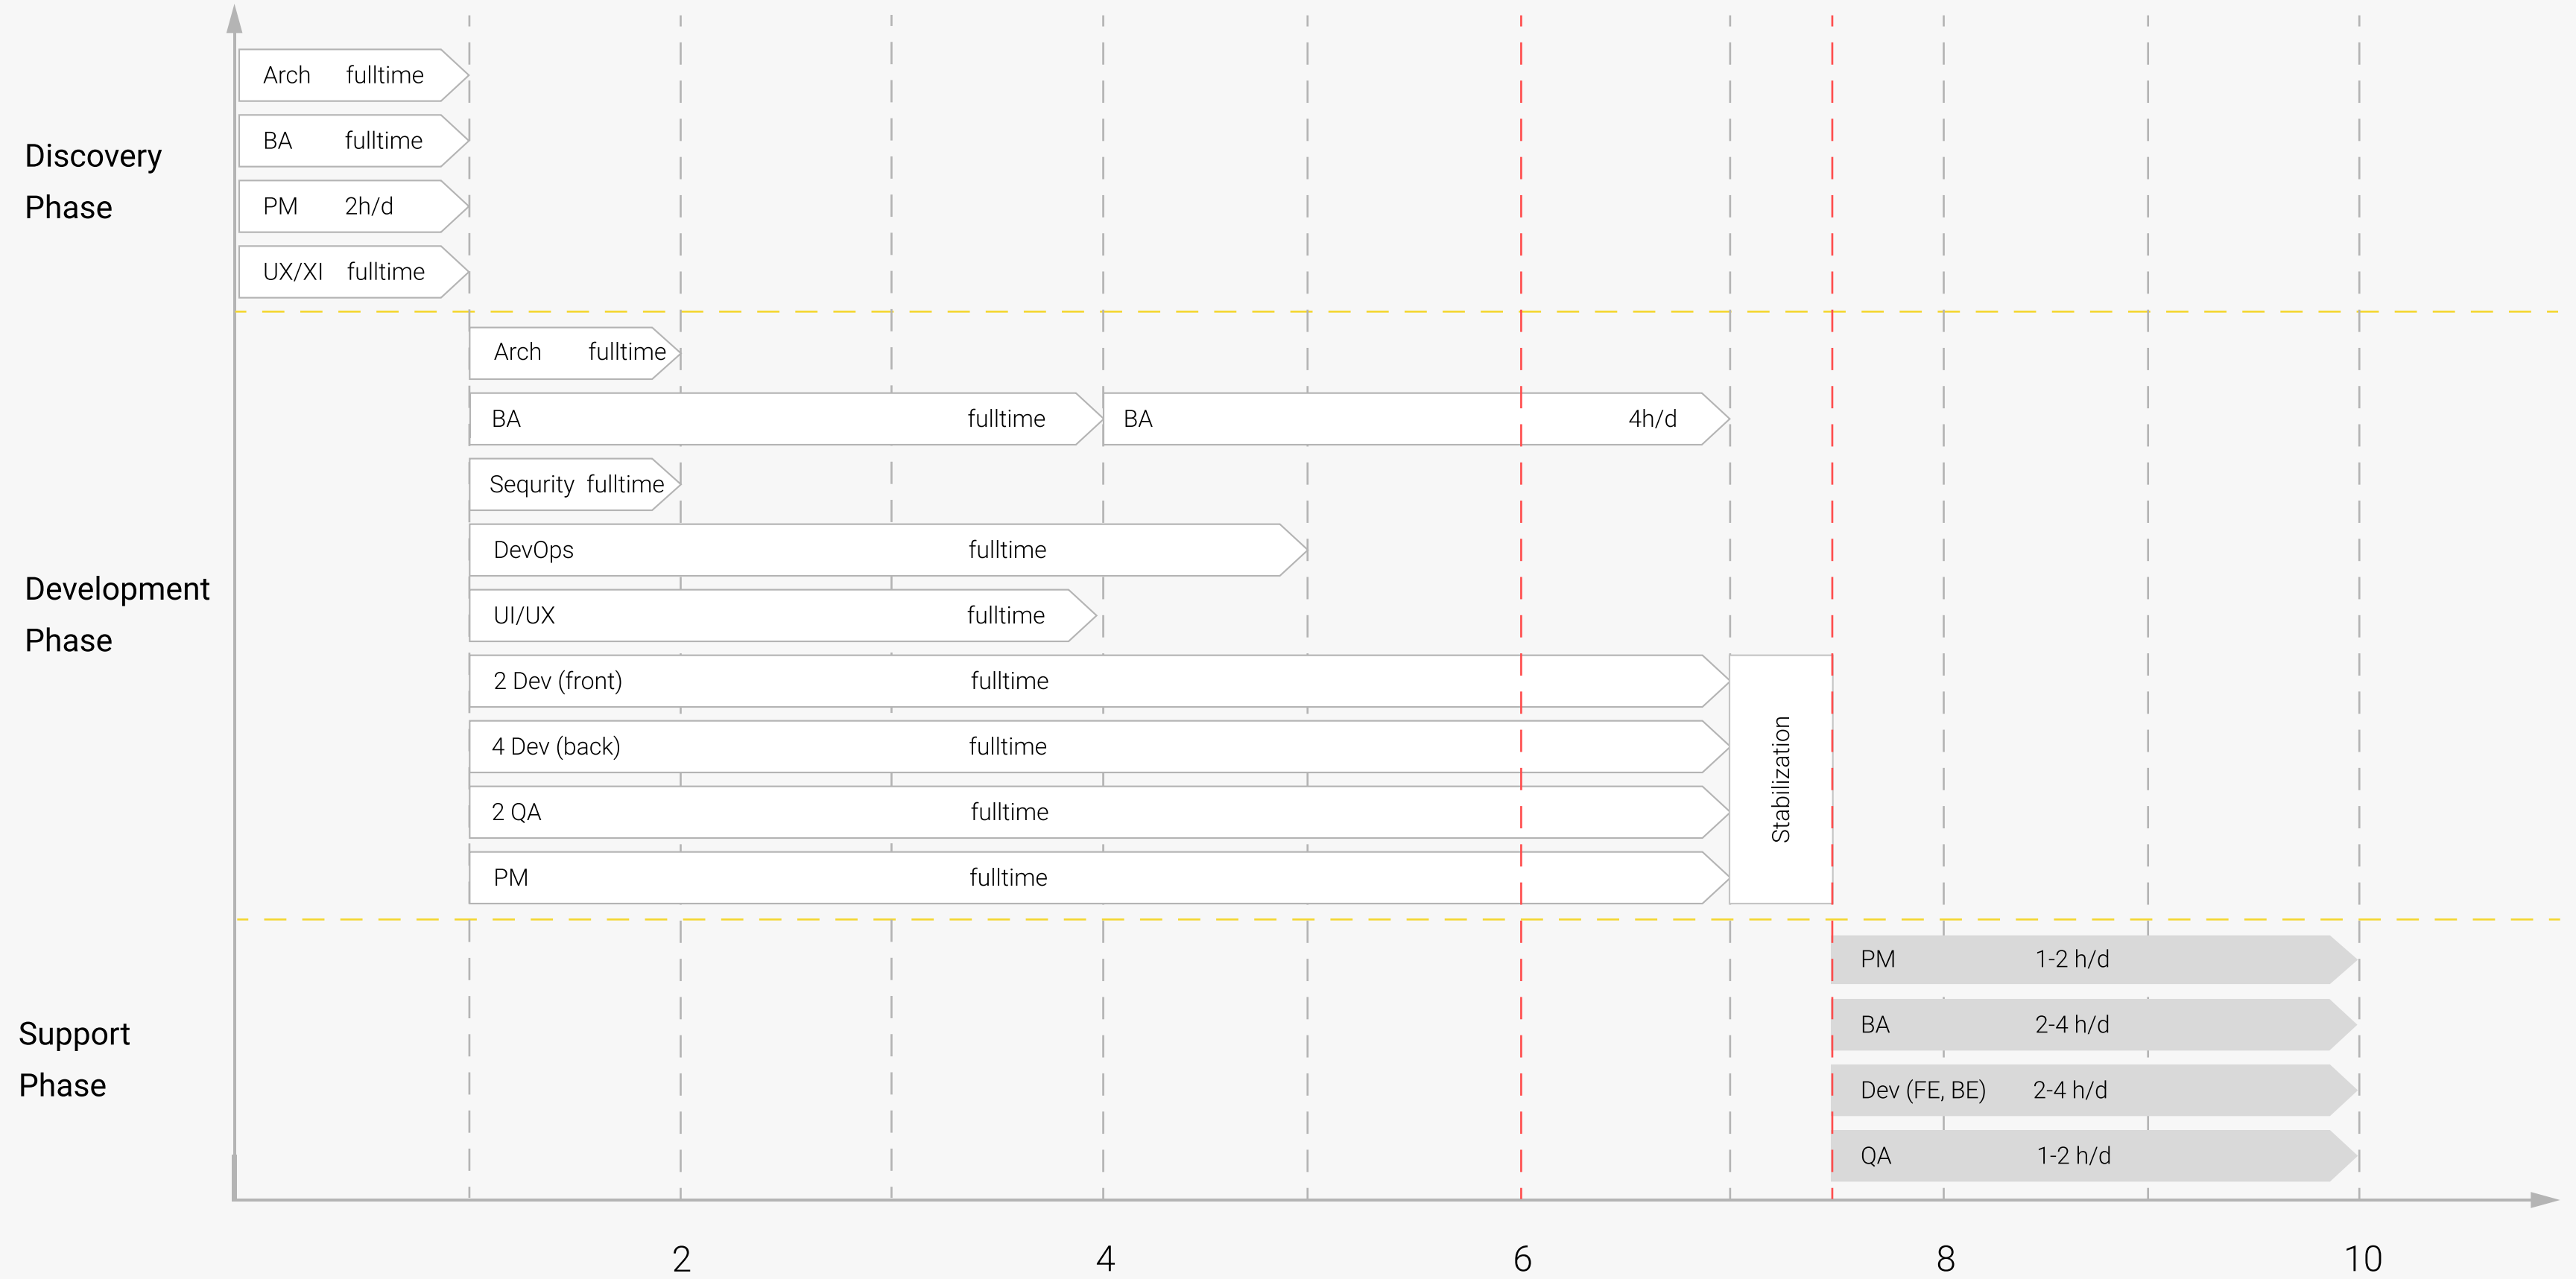 Discovery
Phase
Arch fulltime
BA fulltime
PM 2h/d
UX/XI fulltime
Development
Phase
Arch fulltime
BA fulltime BA 4h/d
Sequrity fulltime
DevOps fulltime
UI/UX fulltime
2 Dev (front) fulltime
4 Dev (back) fulltime
2 QA fulltime
PM fulltime
Stabilization
Support
Phase
PM 1-2 h/d
BA 2-4 h/d
Dev (FE, BE) 2-4 h/d
QA 1-2 h/d
2 4 6 8 10